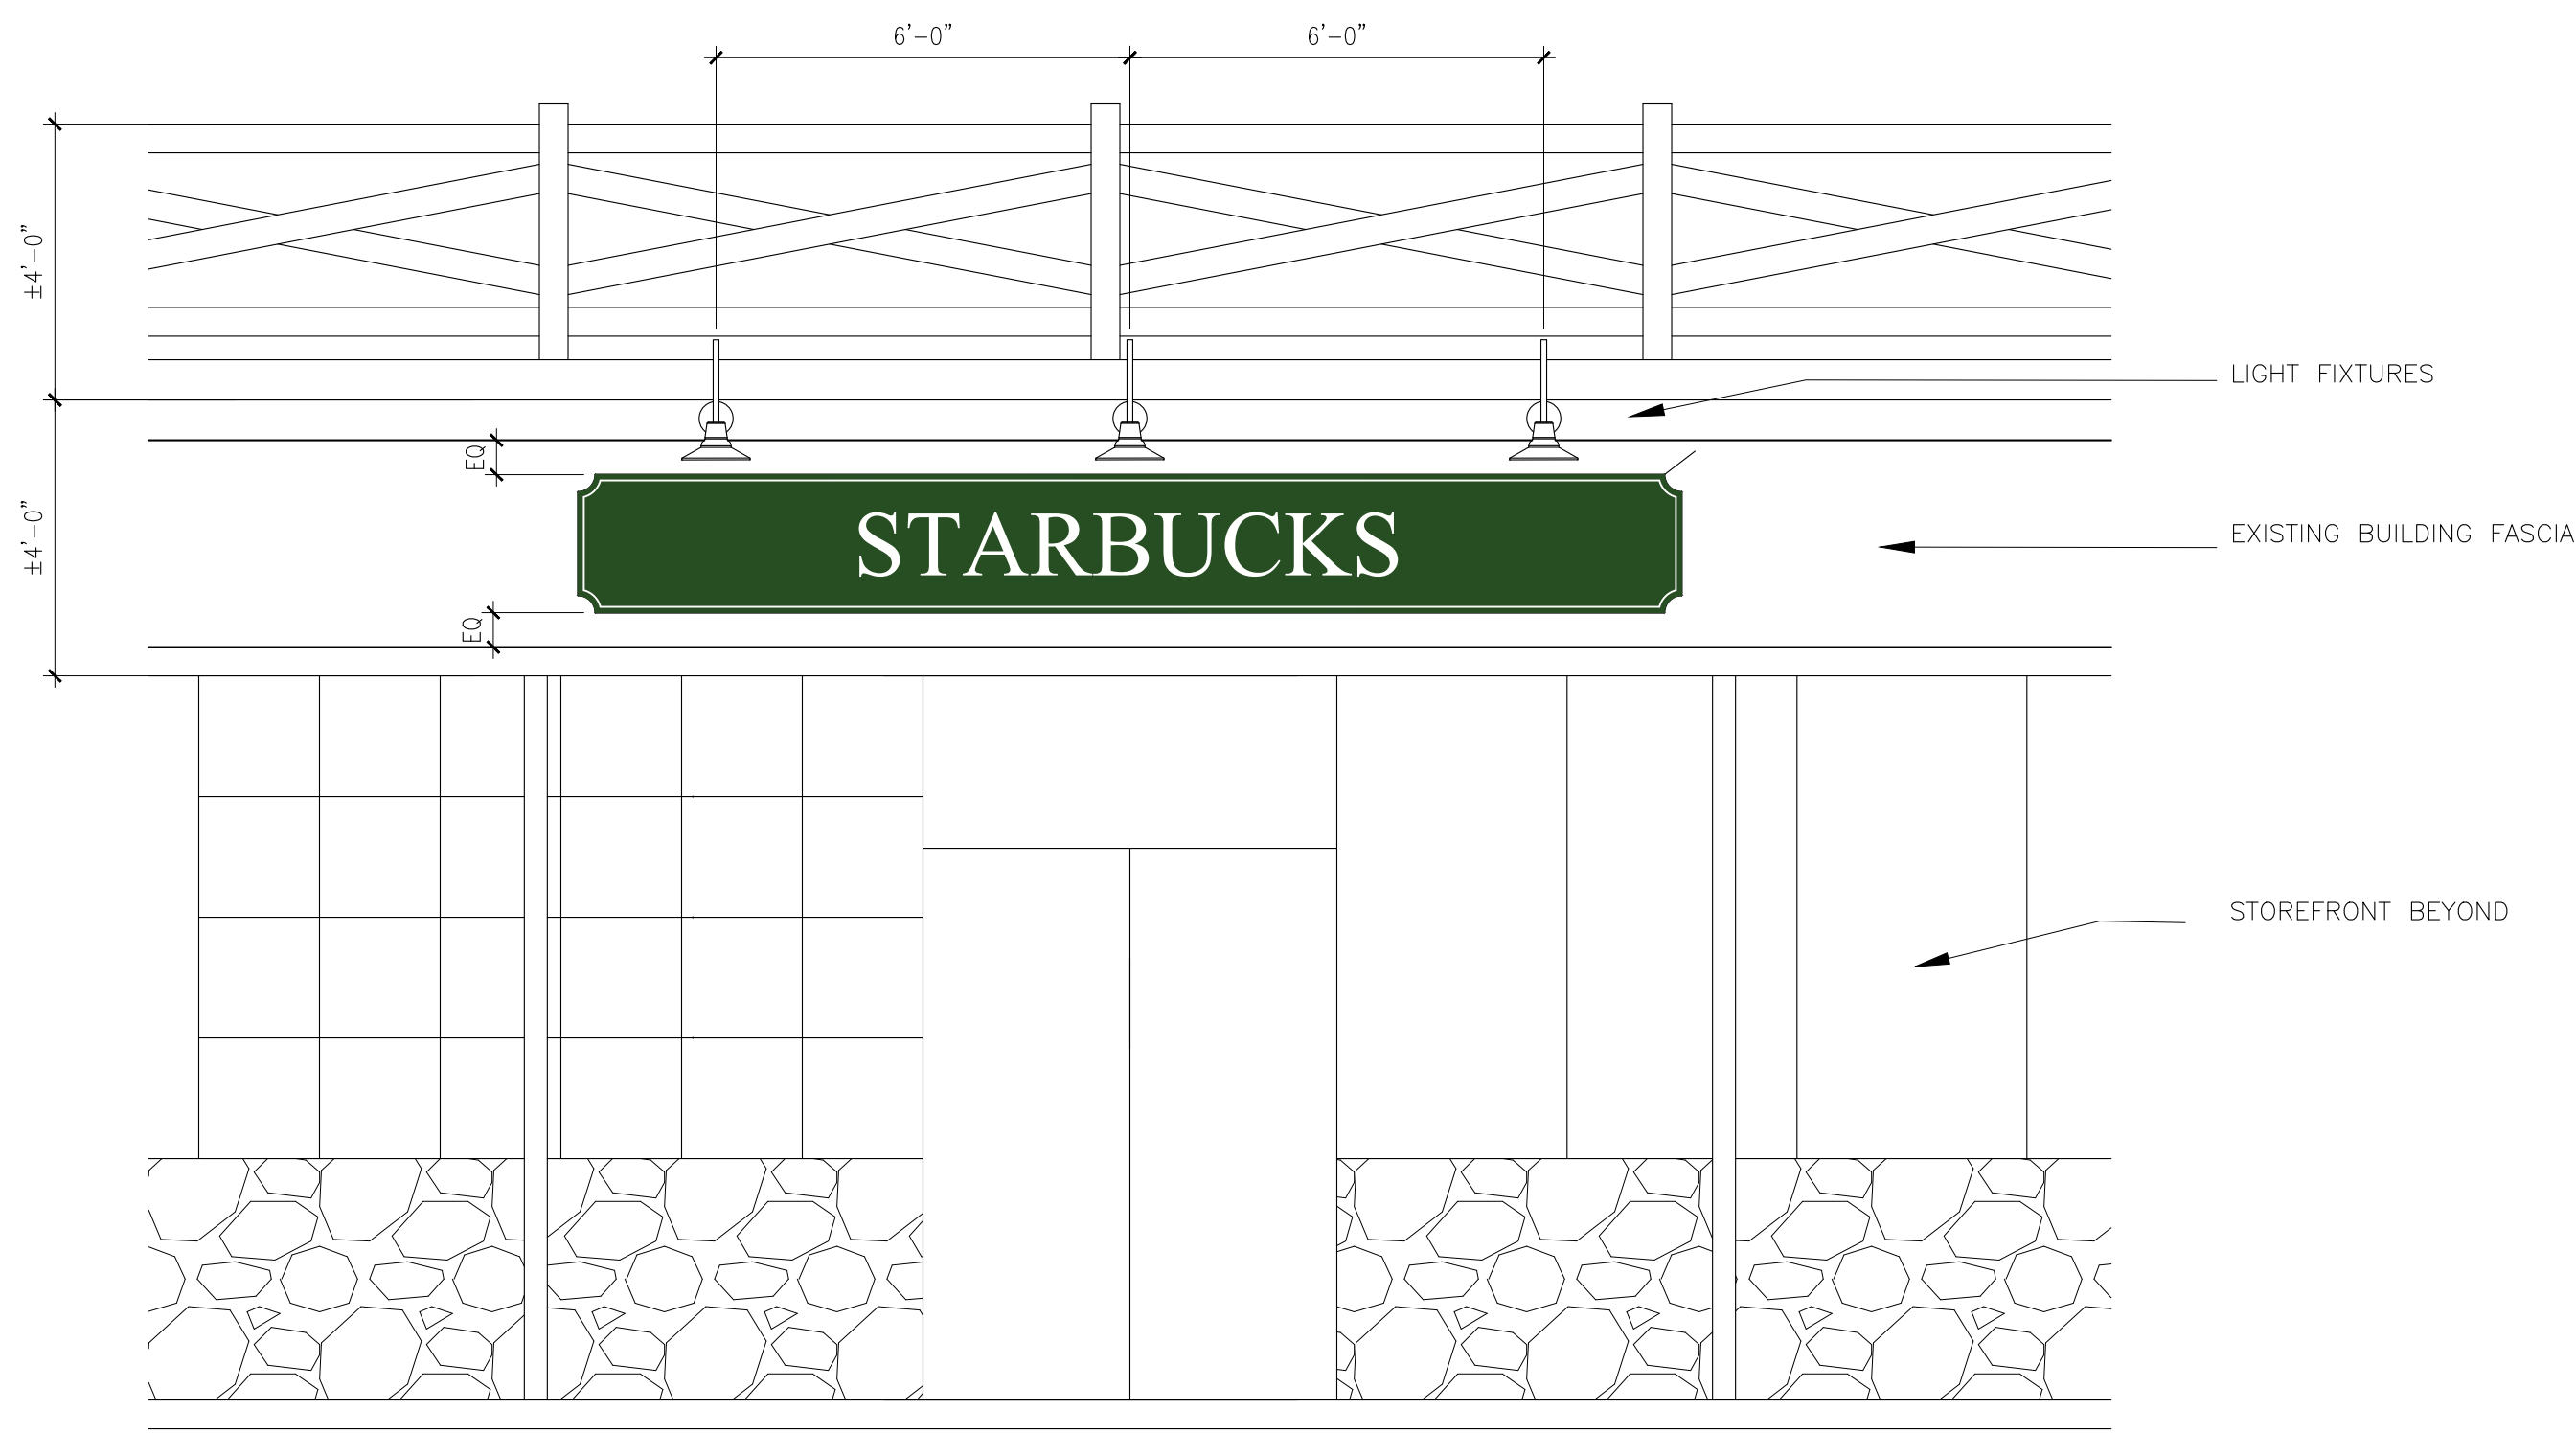 6'-0" 6'-0"
±4'-0"
LIGHT FIXTURES
EQ
±4'-0"
STARBUCKS
EXISTING BUILDING FASCIA
EQ
STOREFRONT BEYOND